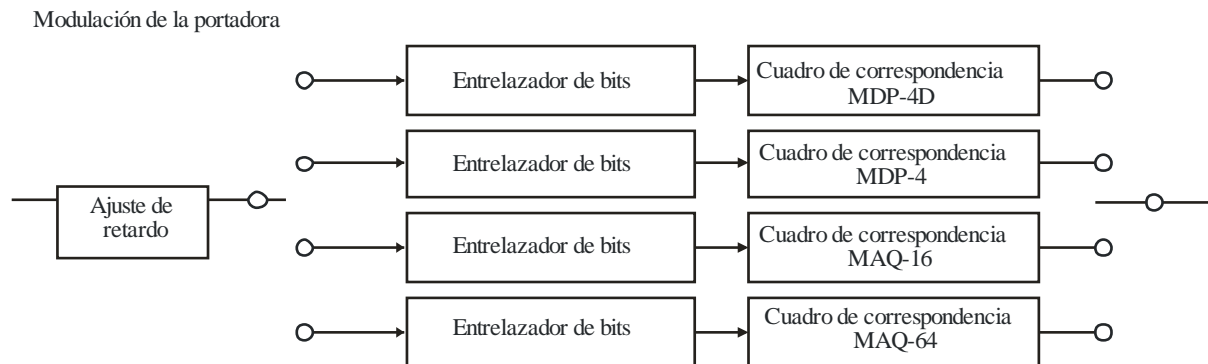 Modulación de la portadora
Entrelazador de bits
Cuadro de correspondencia
MDP-4D
Entrelazador de bits
Cuadro de correspondencia
MDP-4
Ajuste de
retardo
Entrelazador de bits
Cuadro de correspondencia
MAQ-16
Entrelazador de bits
Cuadro de correspondencia
MAQ-64